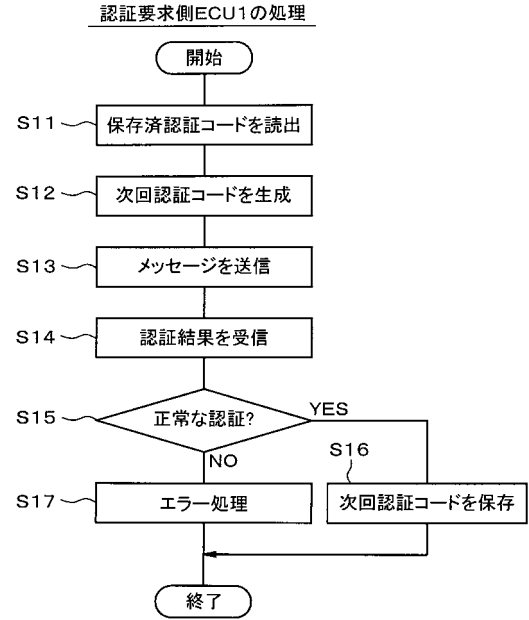 認証要求側ECU1の処理
開始
S11
保存済認証コードを読出
S12
次回認証コードを生成
S13
メッセージを送信
S14
認証結果を受信
S15
正常な認証?
YES
NO
S16
S17
エラー処理
次回認証コードを保存
終了